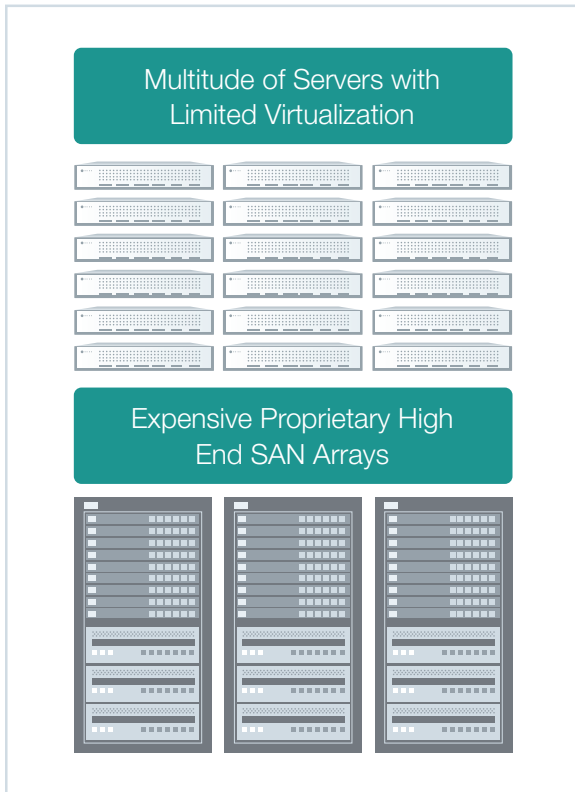 Multitude of Servers with
Limited Virtualization
Expensive Proprietary High
End SAN Arrays